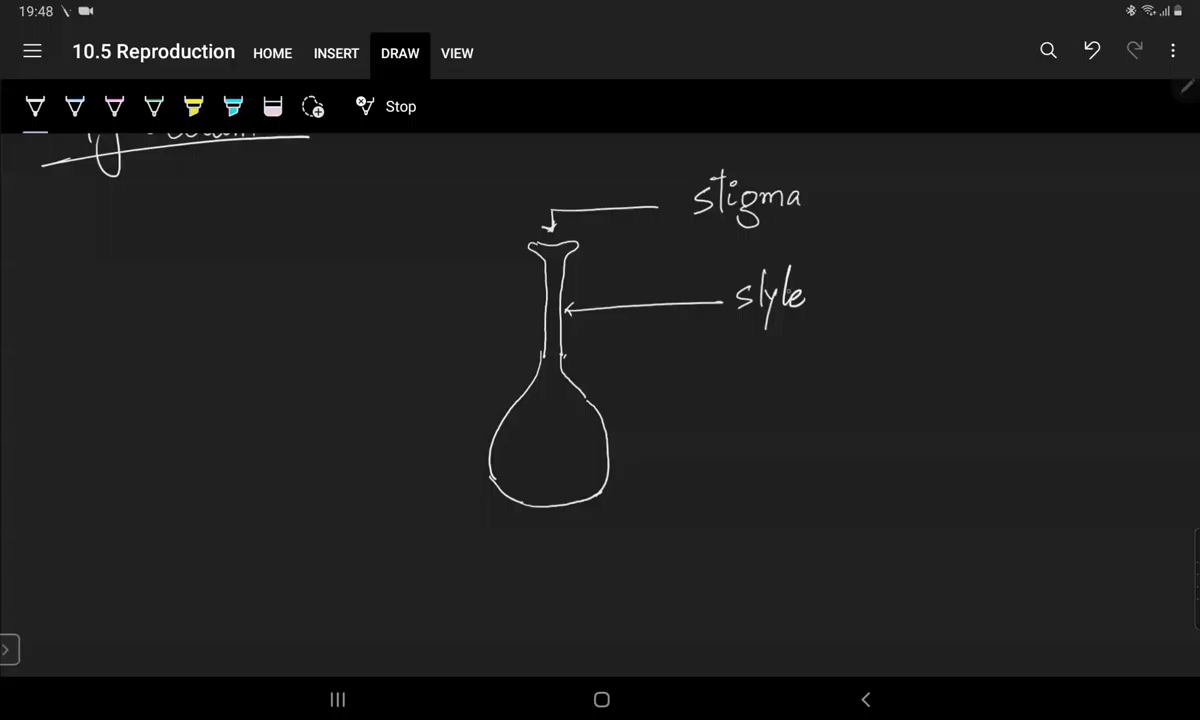 19:48
10.5 Reproduction HOME INSERT DRAW VIEW
Stop
stigma
style